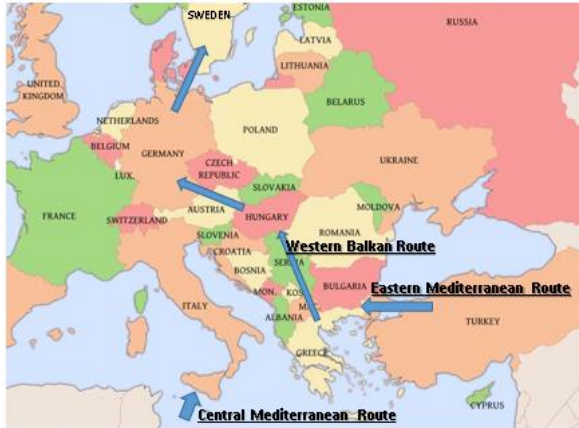 SWEDEN
ESTONIA
RUSSIA
LATVIA
LITHUANIA
UNITED
KINGDOM
BELARUS
NETHERLANDS
POLAND
BELGIUM
GERMANY
LUX.
CZECH
REPUBLIC
UKRAINE
SLOVAKIA
FRANCE
SWITZERLAND
AUSTRIA
HUNGARY
MOLDOVA
SLOVENIA
ROMANIA
CROATIA
Western Balkan Route
BOSNIA
SERBIA
ITALY
MON.
KOS
BULGARIA
Eastern Mediterranean Route
ALBANIA
TURKEY
GREECE
CYPRUS
Central Mediterranean Route